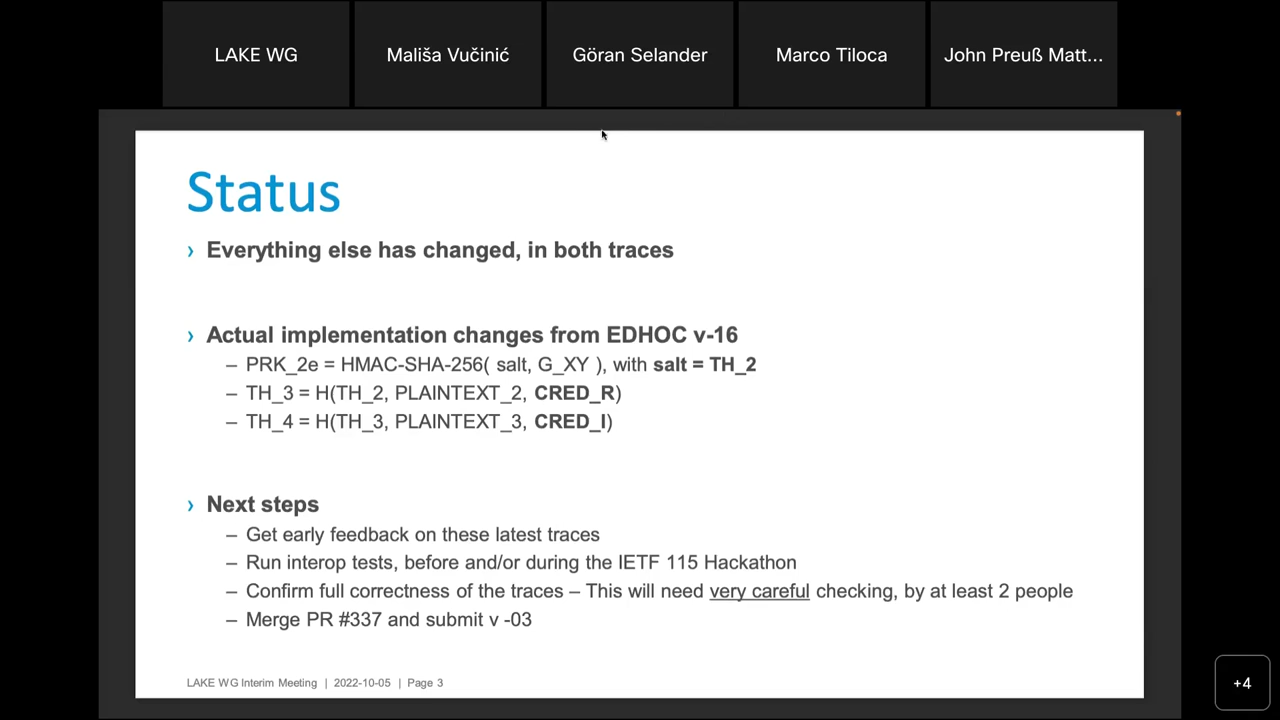 LAKE WG
Mališa Vučinić
Göran Selander
Marco Tiloca
John Preuß Matt...
Status
› Everything else has changed, in both traces
› Actual implementation changes from EDHOC v-16
– PRK_2e = HMAC-SHA-256( salt, G_XY ), with salt = TH_2
– TH_3 = H(TH_2, PLAINTEXT_2, CRED_R)
– TH_4 = H(TH_3, PLAINTEXT_3, CRED_I)
› Next steps
– Get early feedback on these latest traces
– Run interop tests, before and/or during the IETF 115 Hackathon
– Confirm full correctness of the traces – This will need very careful checking, by at least 2 people
– Merge PR #337 and submit v -03
LAKE WG Interim Meeting | 2022-10-05 | Page 3
+4